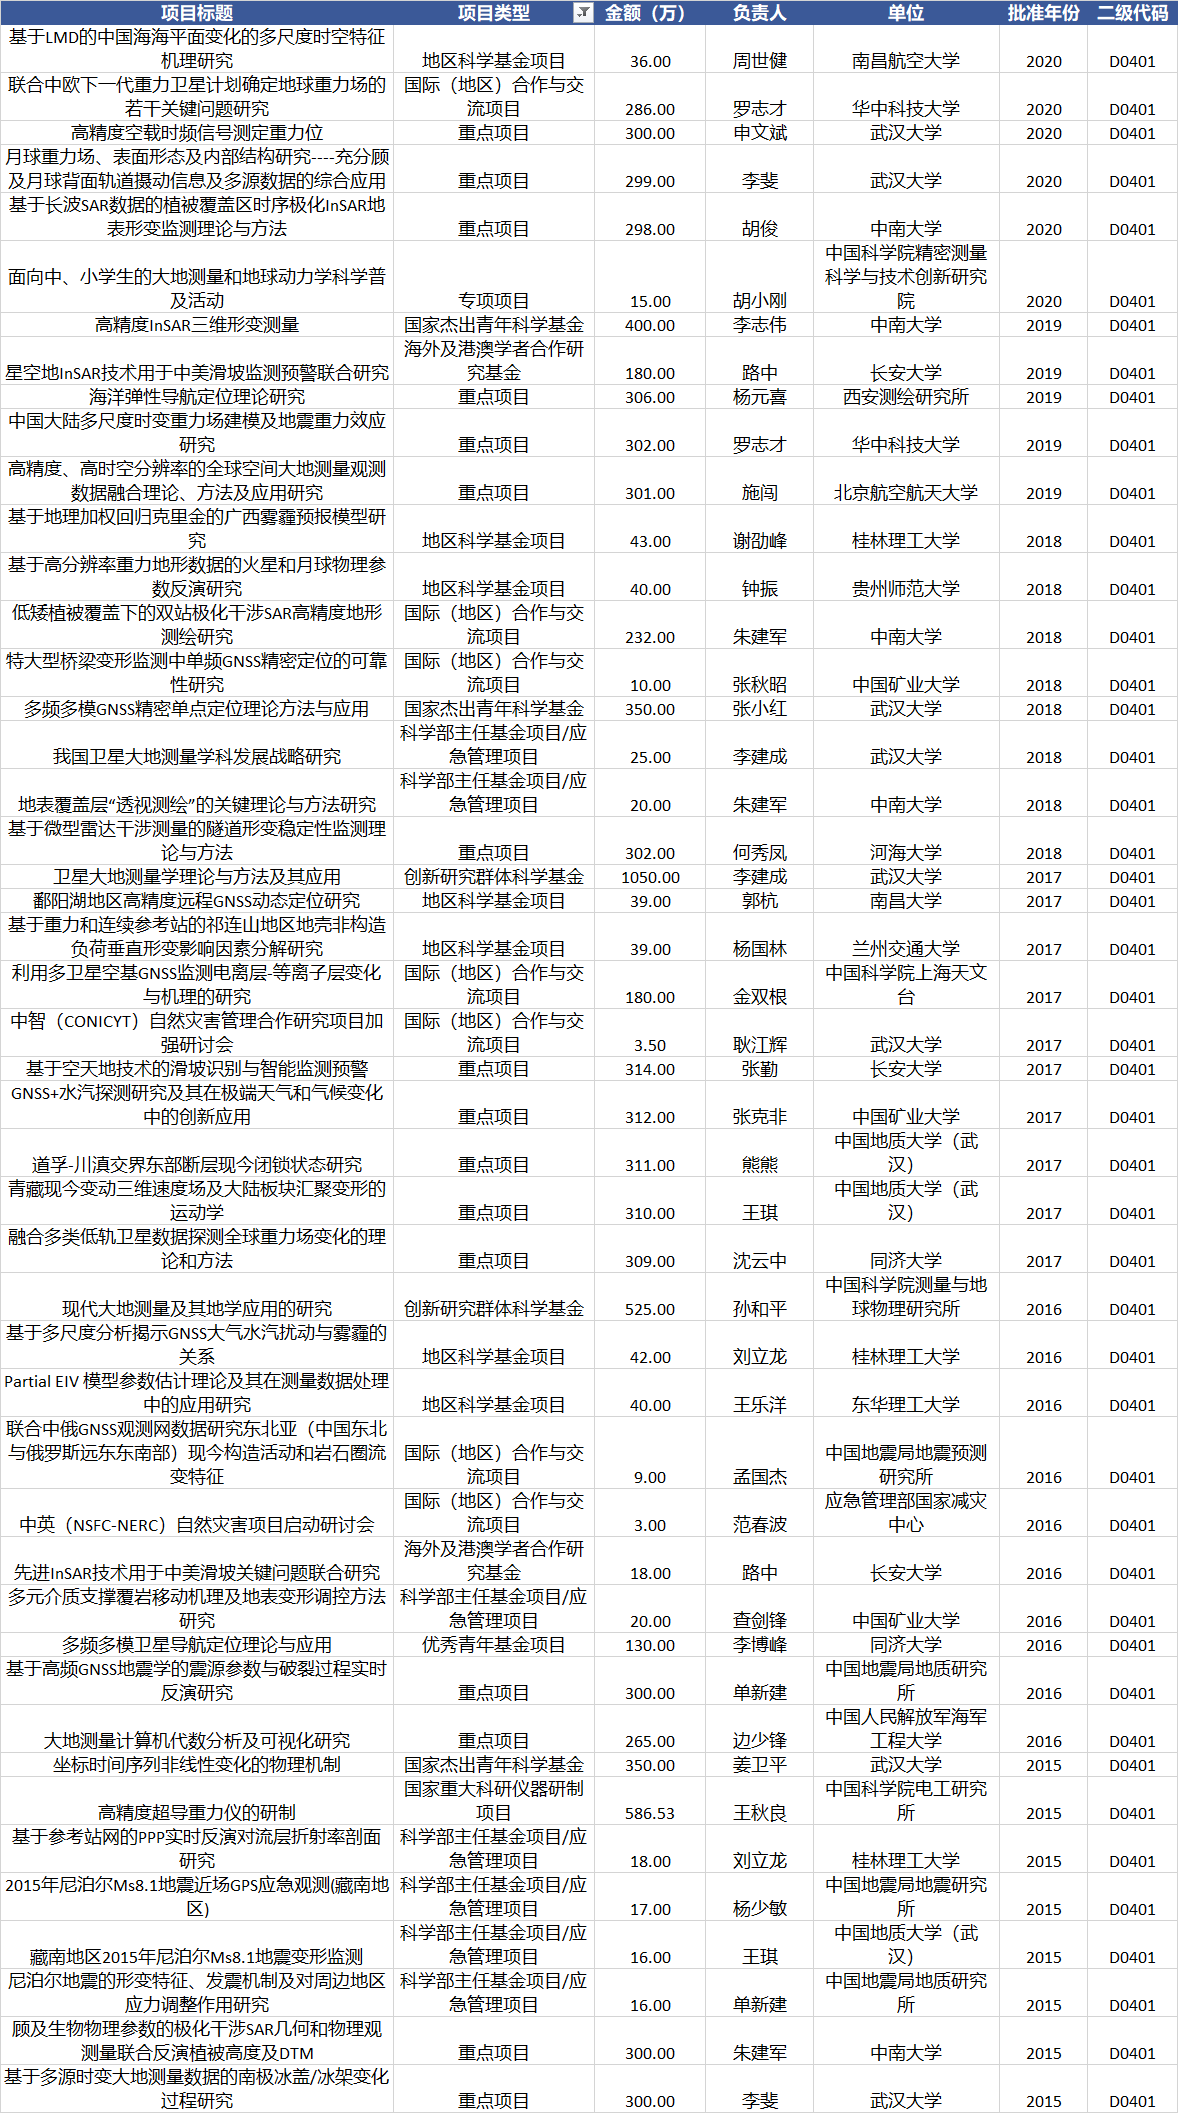 项目标题 项目类型 金额（万） 负责人 单位 批准年份 二级代码
基于LMD的中国海海平面变化的多尺度时空特征
机理研究 地区科学基金项目 36.00 周世健 南昌航空大学 2020 D0401
联合中欧下一代重力卫星计划确定地球重力场的 国际（地区）合作与交
若干关键问题研究 流项目 286.00 罗志才 华中科技大学 2020 D0401
高精度空载时频信号测定重力位 重点项目 300.00 申文斌 武汉大学 2020 D0401
月球重力场、表面形态及内部结构研究----充分顾
及月球背面轨道摄动信息及多源数据的综合应用 重点项目 299.00 李斐 武汉大学 2020 D0401
基于长波SAR数据的植被覆盖区时序极化InSAR地
表形变监测理论与方法 重点项目 298.00 胡俊 中南大学 2020 D0401
中国科学院精密测量
面向中、小学生的大地测量和地球动力学科学普 科学与技术创新研究
及活动 专项项目 15.00 胡小刚 院 2020 D0401
高精度InSAR三维形变测量 国家杰出青年科学基金 400.00 李志伟 中南大学 2019 D0401
海外及港澳学者合作研
星空地InSAR技术用于中美滑坡监测预警联合研究 究基金 180.00 路中 长安大学 2019 D0401
海洋弹性导航定位理论研究 重点项目 306.00 杨元喜 西安测绘研究所 2019 D0401
中国大陆多尺度时变重力场建模及地震重力效应
研究 重点项目 302.00 罗志才 华中科技大学 2019 D0401
高精度、高时空分辨率的全球空间大地测量观测
数据融合理论、方法及应用研究 重点项目 301.00 施闯 北京航空航天大学 2019 D0401
基于地理加权回归克里金的广西雾霾预报模型研
究 地区科学基金项目 43.00 谢劭峰 桂林理工大学 2018 D0401
基于高分辨率重力地形数据的火星和月球物理参
数反演研究 地区科学基金项目 40.00 钟振 贵州师范大学 2018 D0401
低矮植被覆盖下的双站极化干涉SAR高精度地形 国际（地区）合作与交
测绘研究 流项目 232.00 朱建军 中南大学 2018 D0401
特大型桥梁变形监测中单频GNSS精密定位的可靠 国际（地区）合作与交
性研究 流项目 10.00 张秋昭 中国矿业大学 2018 D0401
多频多模GNSS精密单点定位理论方法与应用 国家杰出青年科学基金 350.00 张小红 武汉大学 2018 D0401
科学部主任基金项目/应
我国卫星大地测量学科发展战略研究 急管理项目 25.00 李建成 武汉大学 2018 D0401
科学部主任基金项目/应
地表覆盖层“透视测绘”的关键理论与方法研究 急管理项目 20.00 朱建军 中南大学 2018 D0401
基于微型雷达干涉测量的隧道形变稳定性监测理
论与方法 重点项目 302.00 何秀凤 河海大学 2018 D0401
卫星大地测量学理论与方法及其应用 创新研究群体科学基金 1050.00 李建成 武汉大学 2017 D0401
鄱阳湖地区高精度远程GNSS动态定位研究 地区科学基金项目 39.00 郭杭 南昌大学 2017 D0401
基于重力和连续参考站的祁连山地区地壳非构造
负荷垂直形变影响因素分解研究 地区科学基金项目 39.00 杨国林 兰州交通大学 2017 D0401
利用多卫星空基GNSS监测电离层-等离子层变化 国际（地区）合作与交 中国科学院上海天文
与机理的研究 流项目 180.00 金双根 台 2017 D0401
中智（CONICYT）自然灾害管理合作研究项目加 国际（地区）合作与交
强研讨会 流项目 3.50 耿江辉 武汉大学 2017 D0401
基于空天地技术的滑坡识别与智能监测预警 重点项目 314.00 张勤 长安大学 2017 D0401
GNSS+水汽探测研究及其在极端天气和气候变化
中的创新应用 重点项目 312.00 张克非 中国矿业大学 2017 D0401
中国地质大学（武
道孚-川滇交界东部断层现今闭锁状态研究 重点项目 311.00 熊熊 汉） 2017 D0401
青藏现今变动三维速度场及大陆板块汇聚变形的 中国地质大学（武
运动学 重点项目 310.00 王琪 汉） 2017 D0401
融合多类低轨卫星数据探测全球重力场变化的理
论和方法 重点项目 309.00 沈云中 同济大学 2017 D0401
中国科学院测量与地
现代大地测量及其地学应用的研究 创新研究群体科学基金 525.00 孙和平 球物理研究所 2016 D0401
基于多尺度分析揭示GNSS大气水汽扰动与雾霾的
关系 地区科学基金项目 42.00 刘立龙 桂林理工大学 2016 D0401
Partial EIV 模型参数估计理论及其在测量数据处理
中的应用研究 地区科学基金项目 40.00 王乐洋 东华理工大学 2016 D0401
联合中俄GNSS观测网数据研究东北亚（中国东北
与俄罗斯远东东南部）现今构造活动和岩石圈流 国际（地区）合作与交 中国地震局地震预测
变特征 流项目 9.00 孟国杰 研究所 2016 D0401
国际（地区）合作与交 应急管理部国家减灾
中英（NSFC-NERC）自然灾害项目启动研讨会 流项目 3.00 范春波 中心 2016 D0401
海外及港澳学者合作研
先进InSAR技术用于中美滑坡关键问题联合研究 究基金 18.00 路中 长安大学 2016 D0401
多元介质支撑覆岩移动机理及地表变形调控方法 科学部主任基金项目/应
研究 急管理项目 20.00 查剑锋 中国矿业大学 2016 D0401
多频多模卫星导航定位理论与应用 优秀青年基金项目 130.00 李博峰 同济大学 2016 D0401
基于高频GNSS地震学的震源参数与破裂过程实时 中国地震局地质研究
反演研究 重点项目 300.00 单新建 所 2016 D0401
中国人民解放军海军
大地测量计算机代数分析及可视化研究 重点项目 265.00 边少锋 工程大学 2016 D0401
坐标时间序列非线性变化的物理机制 国家杰出青年科学基金 350.00 姜卫平 武汉大学 2015 D0401
国家重大科研仪器研制 中国科学院电工研究
高精度超导重力仪的研制 项目 586.53 王秋良 所 2015 D0401
基于参考站网的PPP实时反演对流层折射率剖面 科学部主任基金项目/应
研究 急管理项目 18.00 刘立龙 桂林理工大学 2015 D0401
2015年尼泊尔Ms8.1地震近场GPS应急观测(藏南地 科学部主任基金项目/应 中国地震局地震研究
区) 急管理项目 17.00 杨少敏 所 2015 D0401
科学部主任基金项目/应 中国地质大学（武
藏南地区2015年尼泊尔Ms8.1地震变形监测 急管理项目 16.00 王琪 汉） 2015 D0401
尼泊尔地震的形变特征、发震机制及对周边地区 科学部主任基金项目/应 中国地震局地质研究
应力调整作用研究 急管理项目 16.00 单新建 所 2015 D0401
顾及生物物理参数的极化干涉SAR几何和物理观
测量联合反演植被高度及DTM 重点项目 300.00 朱建军 中南大学 2015 D0401
基于多源时变大地测量数据的南极冰盖/冰架变化
过程研究 重点项目 300.00 李斐 武汉大学 2015 D0401